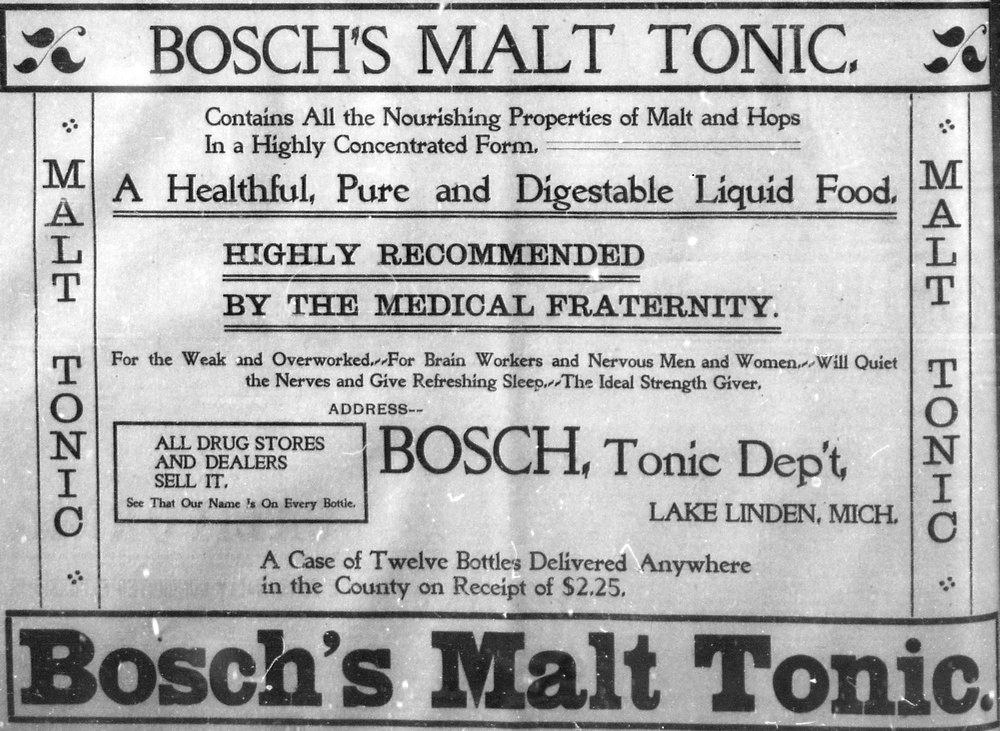 BOSCH'S MALT TONIC.
Contains All the Nourishing Properties of Malt and Hops
In a Highly Concentrated Form.
A Healthful, Pure and Digestable Liquid Food.
HIGHLY RECOMMENDED
BY THE MEDICAL FRATERNITY.
For the Weak and Overworked.--For Brain Workers and Nervous Men and Women.--Will Quiet
the Nerves and Give Refreshing Sleep.--The Ideal Strength Giver.
ADDRESS--
ALL DRUG STORES
AND DEALERS
SELL IT.
See That Our Name Is On Every Bottle.
BOSCH, Tonic Dep't,
LAKE LINDEN, MICH.
A Case of Twelve Bottles Delivered Anywhere
in the County on Receipt of $2.25.
MALT TONIC
MALT TONIC
Bosch's Malt Tonic.